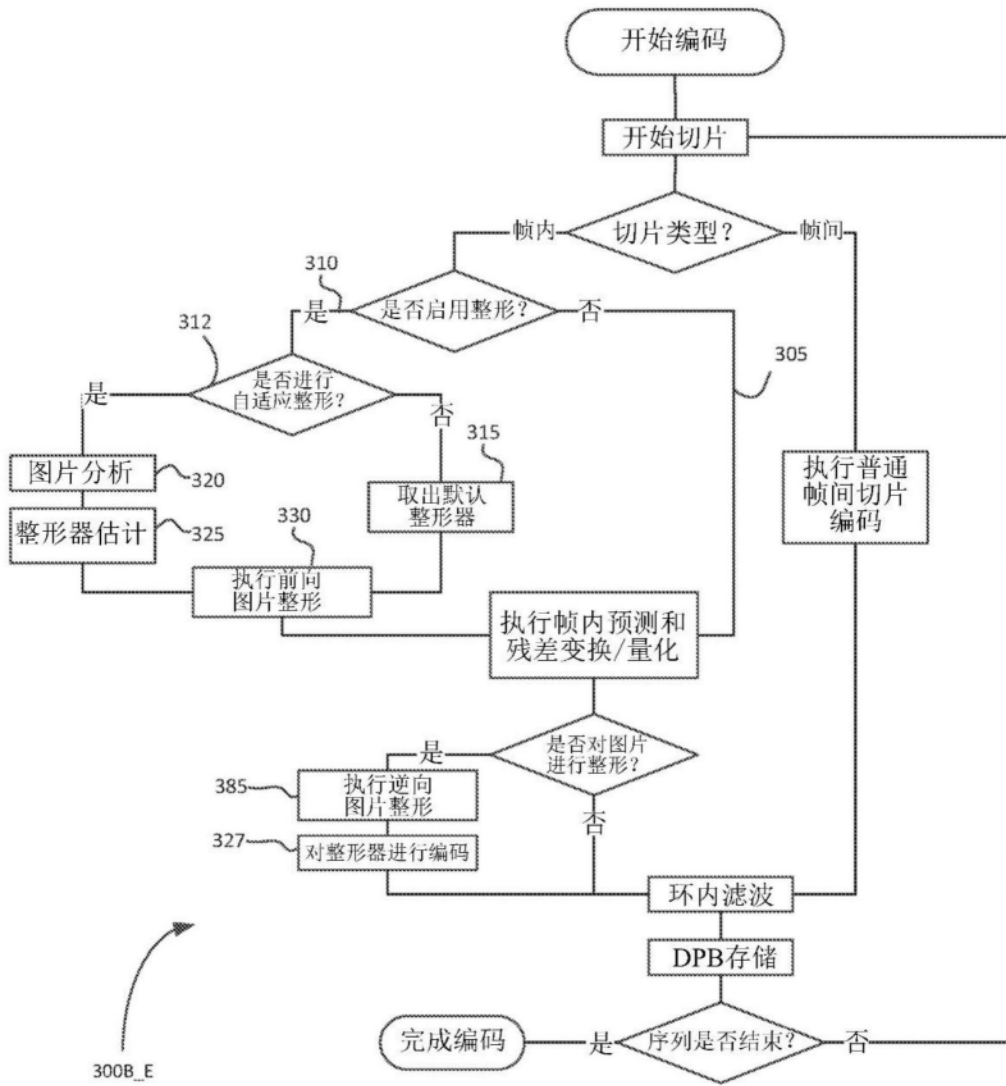 开始编码
开始切片
切片类型?
帧内
帧间
310
是
是否启用整形?
否
312
305
是
是否进行
自适应整形?
否
315
图片分析
320
取出默认
整形器
执行普通
帧间切片
编码
整形器估计
325
330
执行前向
图片整形
执行帧内预测和
残差变换/量化
是
是否对图片
进行整形?
385
执行逆向
图片整形
否
327
对整形器进行编码
环内滤波
DPB存储
完成编码
是
序列是否结束?
否
300B_E